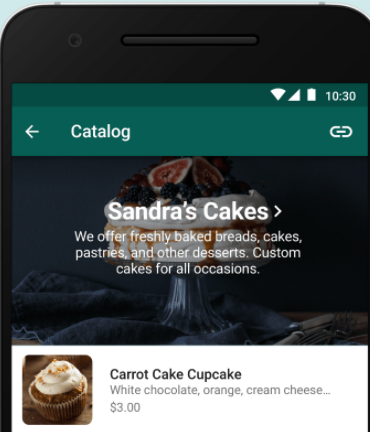 10:30
Catalog
Sandra's Cakes
We offer freshly baked breads, cakes,
pastries, and other desserts. Custom
cakes for all occasions.
Carrot Cake Cupcake
White chocolate, orange, cream cheese...
$3.00